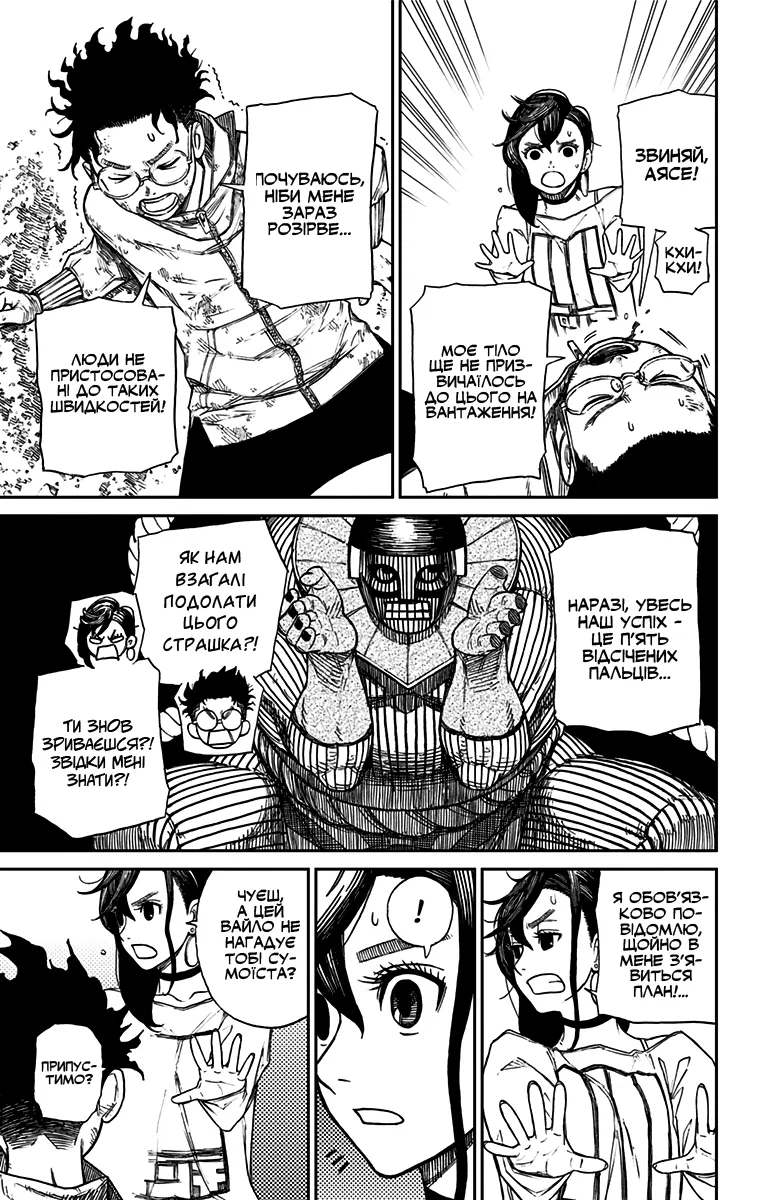 ЗВИНЯЙ,
АЯСЕ!
КХИ-
КХИ!
МОЄ ТІЛО
ЩЕ НЕ ПРИЗ-
ВИЧАЇЛОСЬ
ДО ЦЬОГО НА
ВАНТАЖЕННЯ!
ПОЧУВАЮСЬ,
НІБИ МЕНЕ
ЗАРАЗ
РОЗІРВЕ...
ЛЮДИ НЕ
ПРИСТОСОВА-
НІ ДО ТАКИХ
ШВИДКОСТЕЙ!
НАРАЗІ, УВЕСЬ
НАШ УСПІХ -
ЦЕ П'ЯТЬ
ВІДСІЧЕНИХ
ПАЛЬЦІВ...
ЯК НАМ
ВЗАГАЛІ
ПОДОЛАТИ
ЦЬОГО
СТРАШКА?!
ТИ ЗНОВ
ЗРИВАЄШСЯ?!
ЗВІДКИ МЕНІ
ЗНАТИ?!
Я ОБОВ'ЯЗ-
КОВО ПО-
ВІДОМЛЮ,
ЩОЙНО В
МЕНЕ З'Я-
ВИТЬСЯ
ПЛАН!...
!
ЧУЄШ,
А ЦЕЙ
ВАЙЛО НЕ
НАГАДУЄ
ТОБІ СУ-
МОЇСТА?
ПРИПУС-
ТИМО?